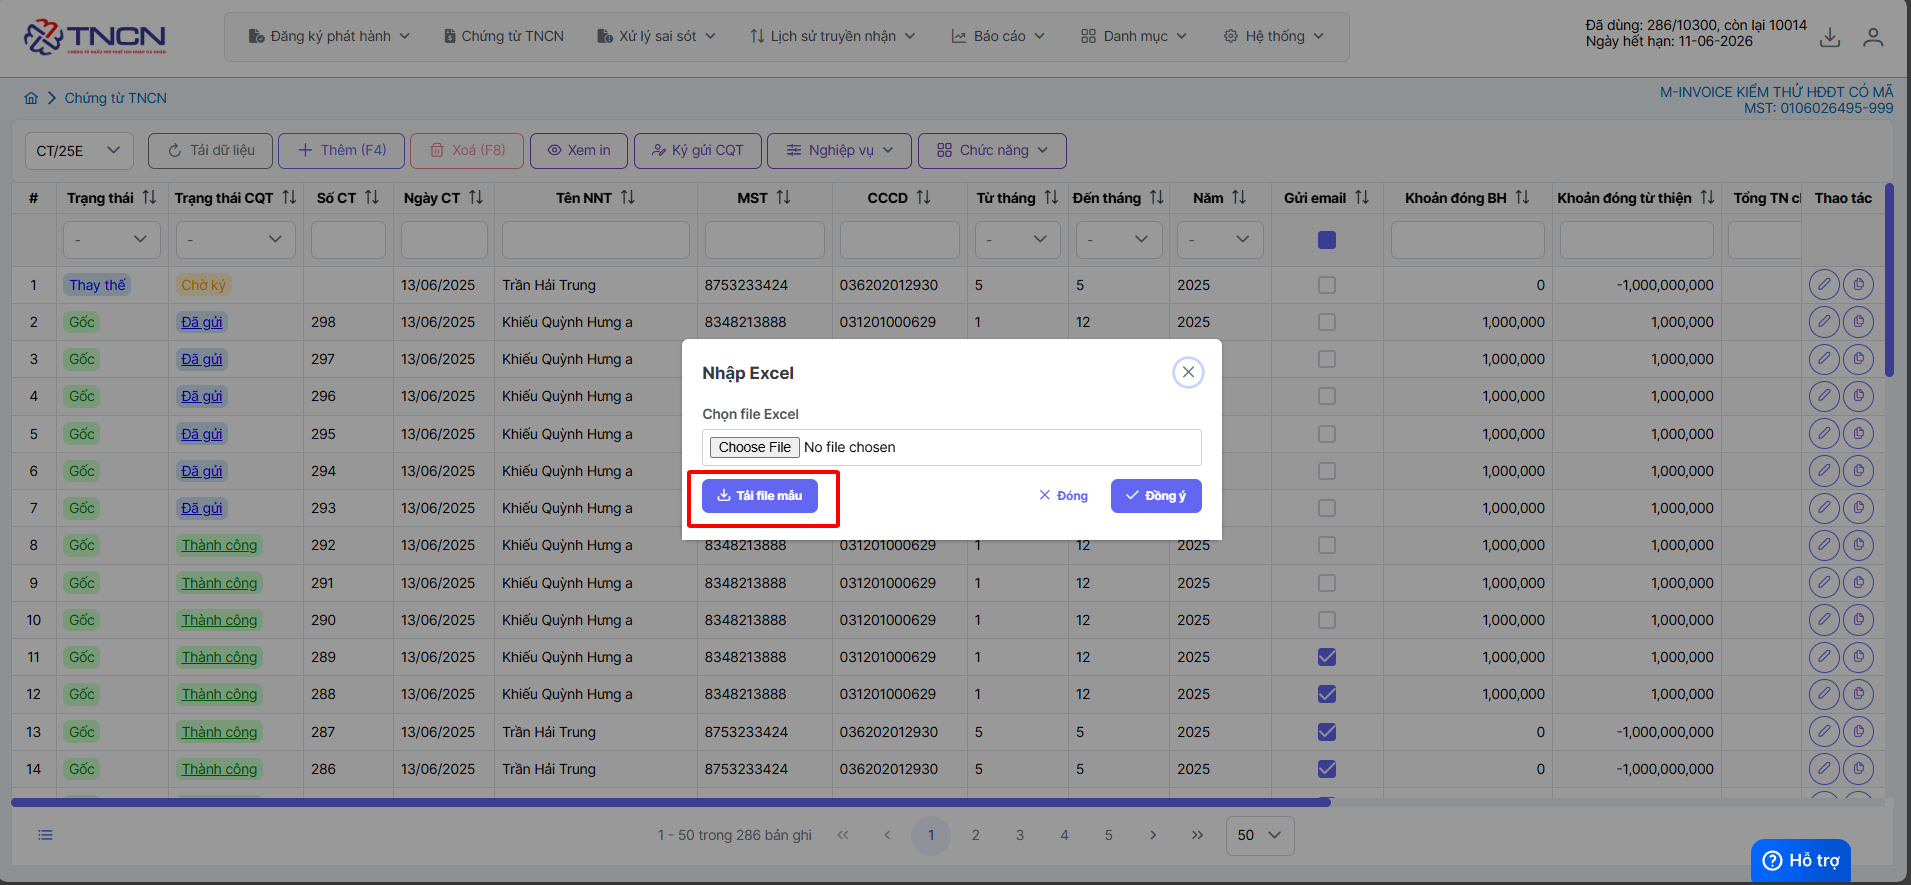 TNCN
Đăng ký phát hành
Chứng từ TNCN
Xử lý sai sót
Lịch sử truyền nhận
Báo cáo
Danh mục
Hệ thống
Đã dùng: 286/10300, còn lại 10014
Ngày hết hạn: 11-06-2026
Chứng từ TNCN
M-INVOICE KIỂM THỬ HĐĐT CÓ MÃ
MST: 0106026495-999
CT/25E Tải dữ liệu Thêm (F4) Xoá (F8) Xem in Ký gửi CQT Nghiệp vụ Chức năng
# Trạng thái Trạng thái CQT Số CT Ngày CT Tên NNT MST CCCD Từ tháng Đến tháng Năm Gửi email Khoản đóng BH Khoản đóng từ thiện Tổng TN c Thao tác
- - - - -
1 Thay thế Chờ ký 13/06/2025 Trần Hải Trung 8753233424 036202012930 5 5 2025 0 -1,000,000,000
2 Gốc Đã gửi 298 13/06/2025 Khiếu Quỳnh Hưng a 8348213888 031201000629 1 12 2025 1,000,000 1,000,000
3 Gốc Đã gửi 297 13/06/2025 Khiếu Quỳnh Hưng a 1,000,000 1,000,000
4 Gốc Đã gửi 296 13/06/2025 Khiếu Quỳnh Hưng a 1,000,000 1,000,000
5 Gốc Đã gửi 295 13/06/2025 Khiếu Quỳnh Hưng a 1,000,000 1,000,000
6 Gốc Đã gửi 294 13/06/2025 Khiếu Quỳnh Hưng a 1,000,000 1,000,000
7 Gốc Đã gửi 293 13/06/2025 Khiếu Quỳnh Hưng a 1,000,000 1,000,000
8 Gốc Thành công 292 13/06/2025 Khiếu Quỳnh Hưng a 8348213888 031201000629 1 12 2025 1,000,000 1,000,000
9 Gốc Thành công 291 13/06/2025 Khiếu Quỳnh Hưng a 8348213888 031201000629 1 12 2025 1,000,000 1,000,000
10 Gốc Thành công 290 13/06/2025 Khiếu Quỳnh Hưng a 8348213888 031201000629 1 12 2025 1,000,000 1,000,000
11 Gốc Thành công 289 13/06/2025 Khiếu Quỳnh Hưng a 8348213888 031201000629 1 12 2025 1,000,000 1,000,000
12 Gốc Thành công 288 13/06/2025 Khiếu Quỳnh Hưng a 8348213888 031201000629 1 12 2025 1,000,000 1,000,000
13 Gốc Thành công 287 13/06/2025 Trần Hải Trung 8753233424 036202012930 5 5 2025 0 -1,000,000,000
14 Gốc Thành công 286 13/06/2025 Trần Hải Trung 8753233424 036202012930 5 5 2025 0 -1,000,000,000
Nhập Excel
Chọn file Excel
Choose File No file chosen
Tải file mẫu Đóng Đồng ý
1 - 50 trong 286 bản ghi « ‹ 1 2 3 4 5 › » 50
Hỗ trợ